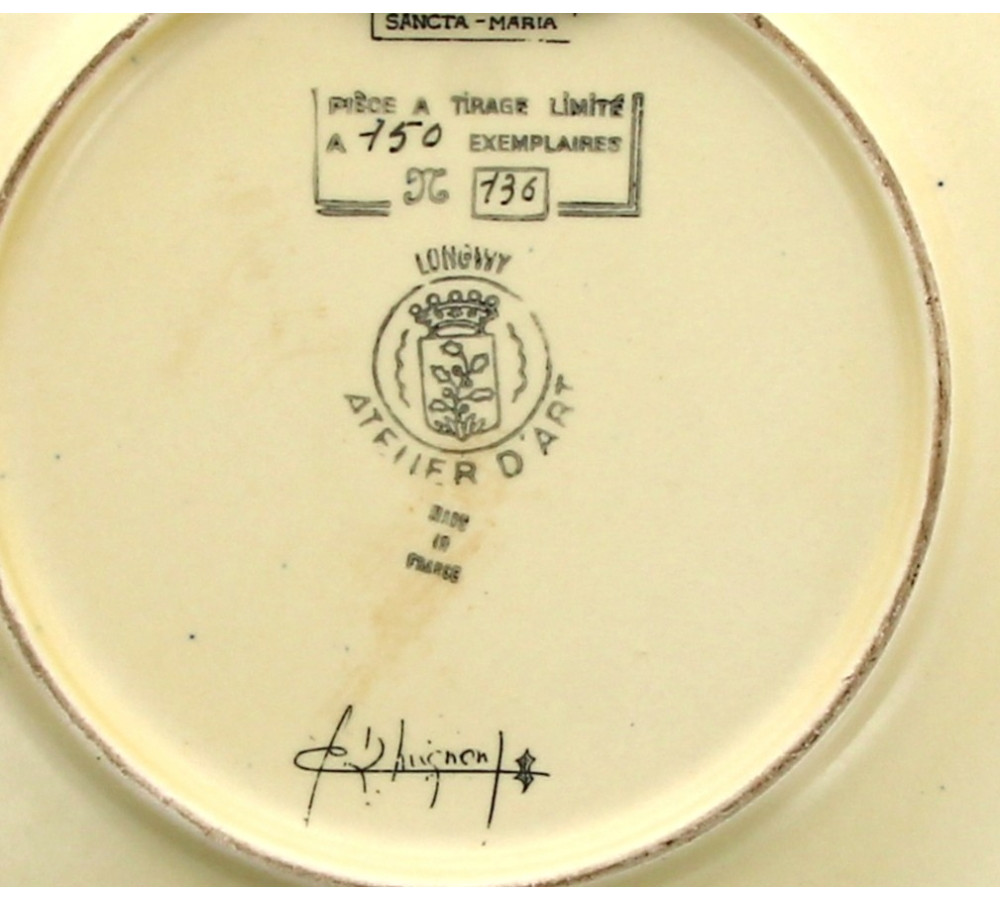 SANCTA-MARIA
PIÈCE A TIRAGE LIMITÉ
A 150 EXEMPLAIRES
N 136
LONGWY
ATELIER D'ART
MADE
IN
FRANCE